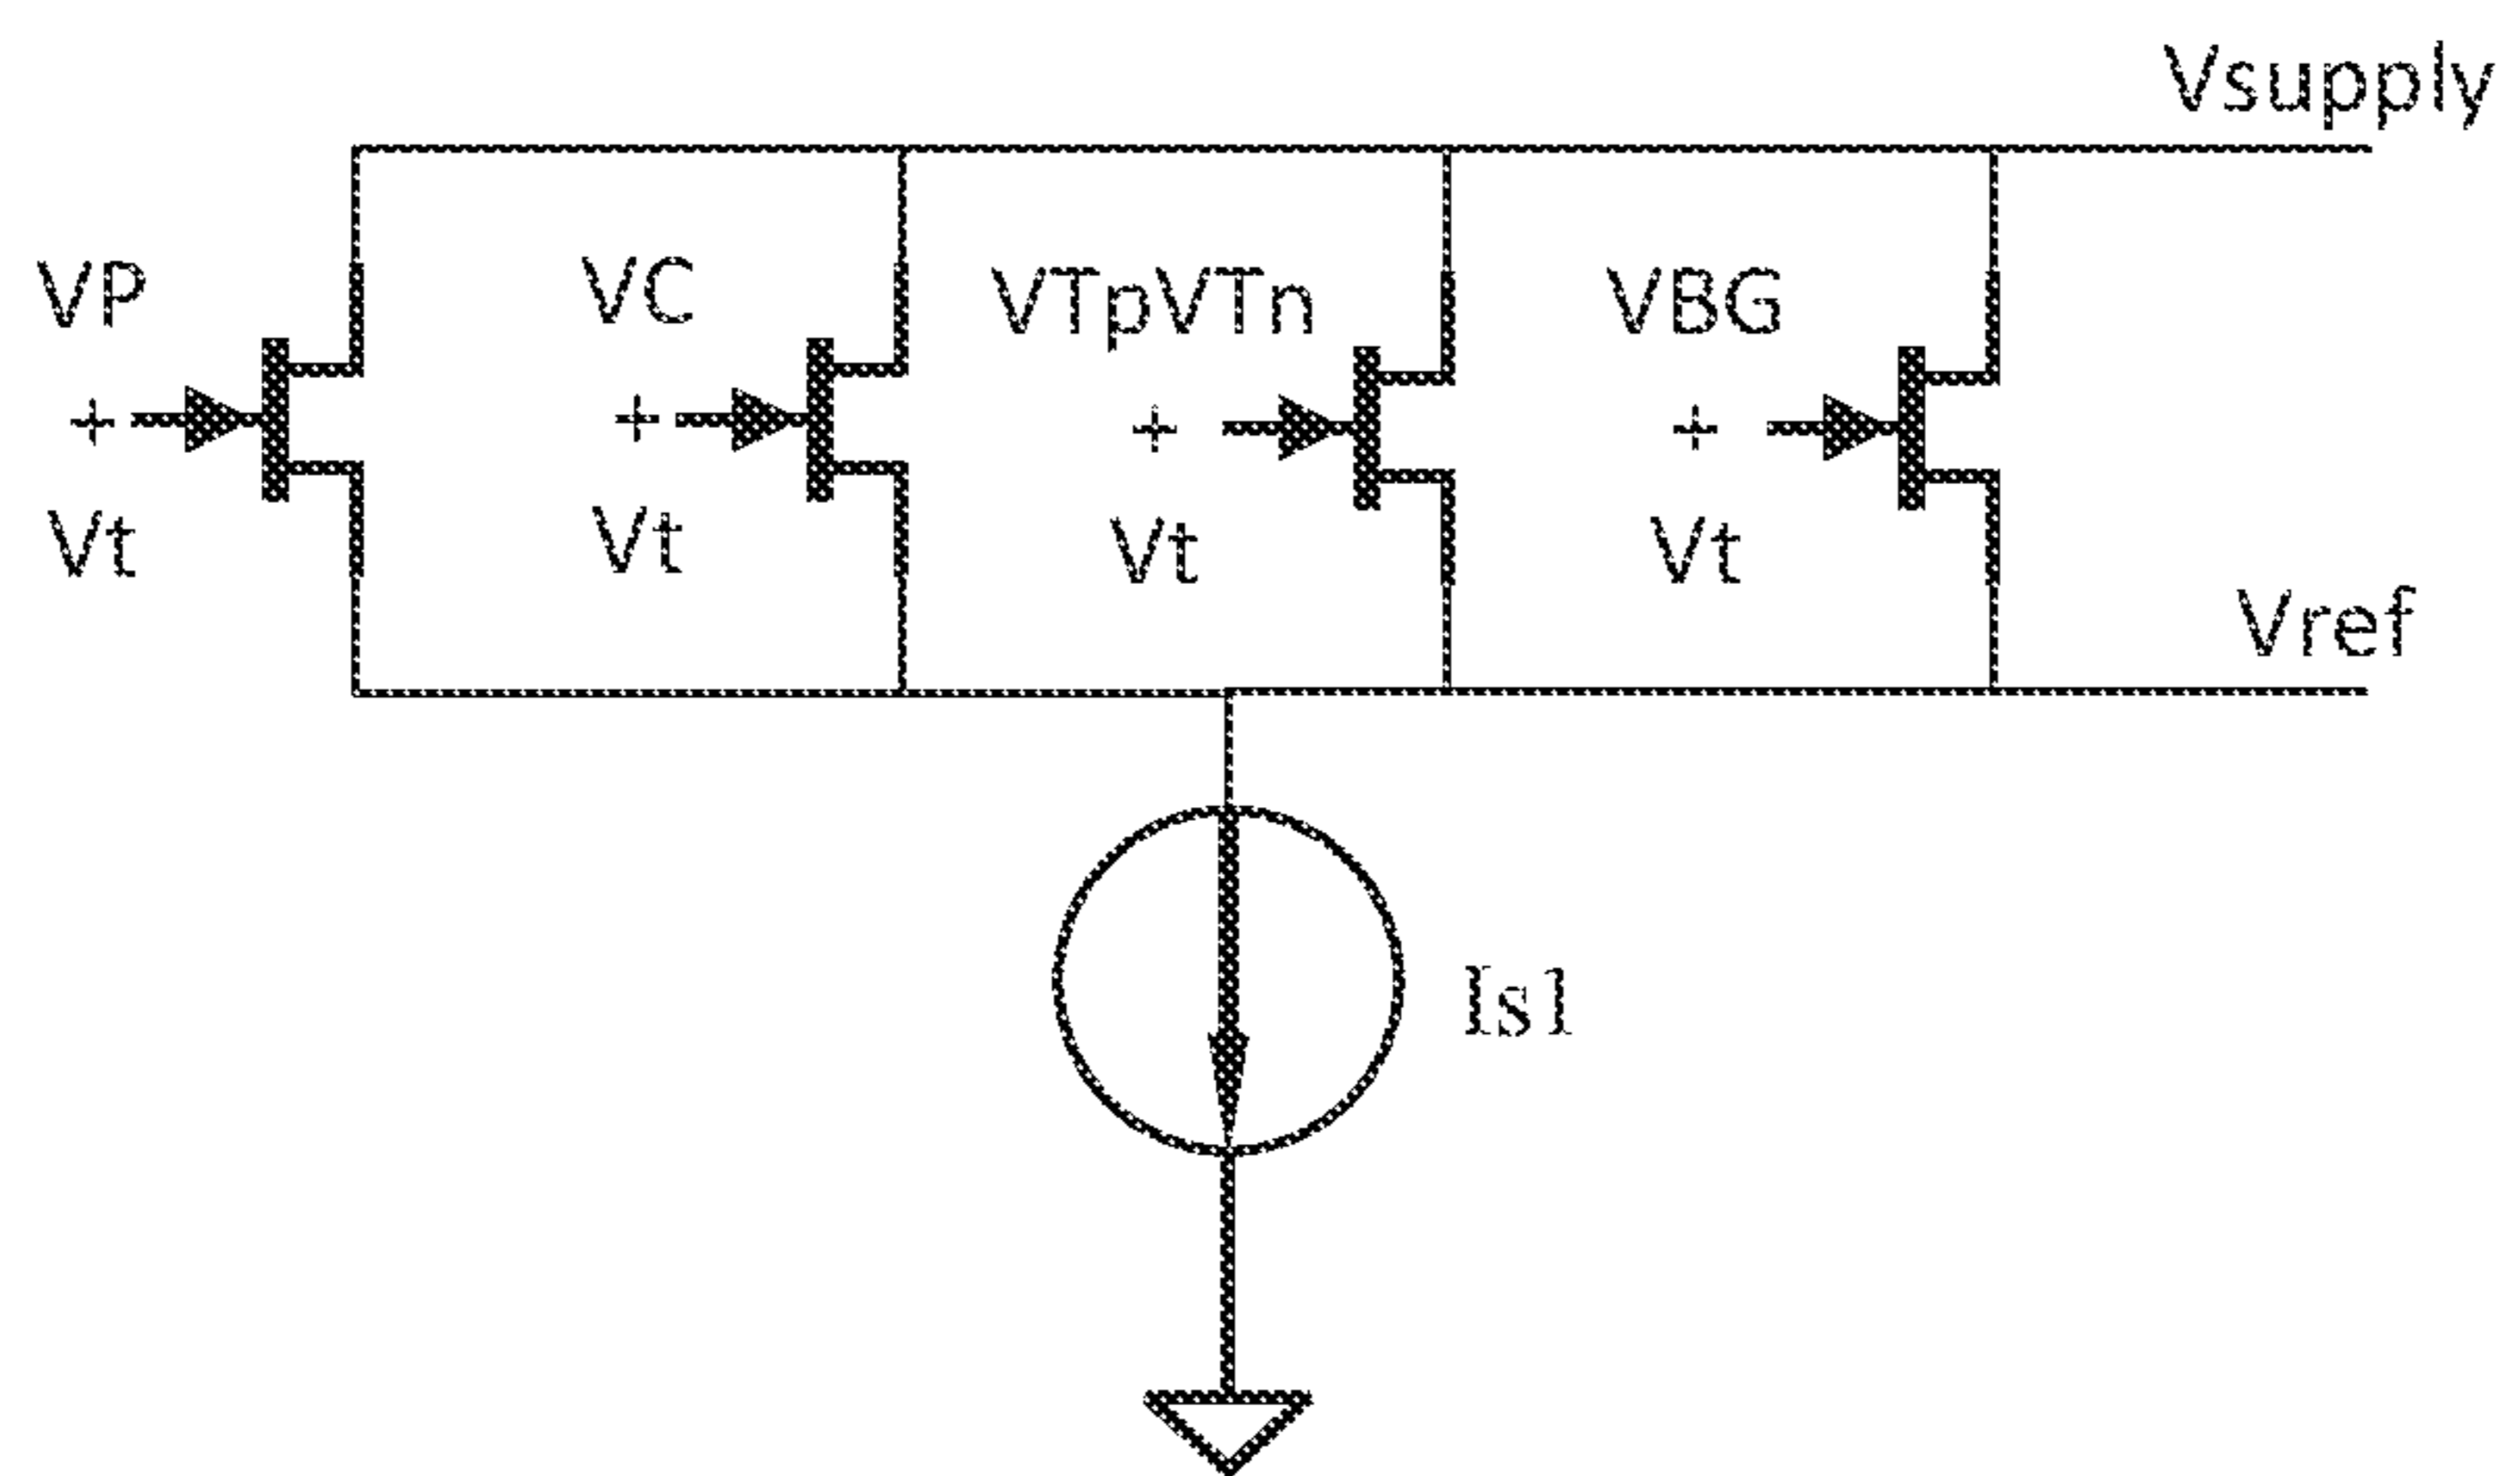 Vsupply
VP
+
Vt
VC
+
Vt
VTpVTn
+
Vt
VBG
+
Vt
Vref
Is1